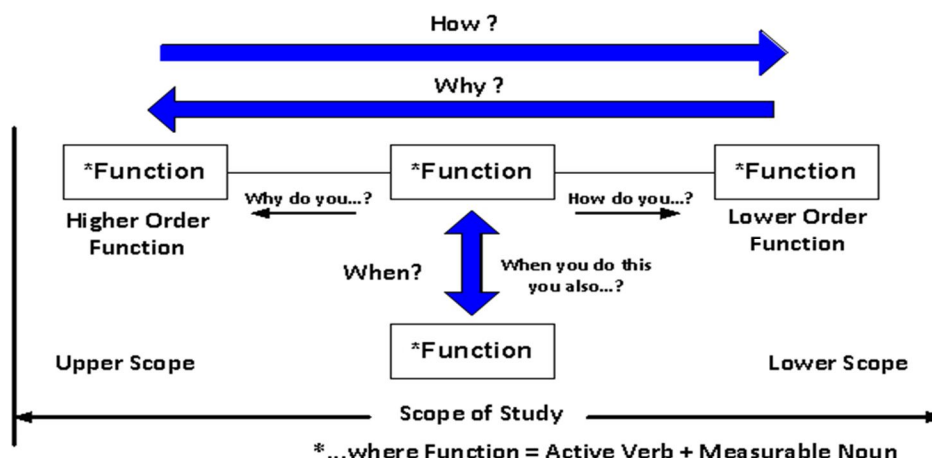 How ?
Why ?
*Function
*Function
*Function
Why do you...?
How do you...?
Higher Order
Function
Lower Order
Function
When?
When you do this
you also...?
*Function
Upper Scope
Lower Scope
Scope of Study
*...where Function = Active Verb + Measurable Noun